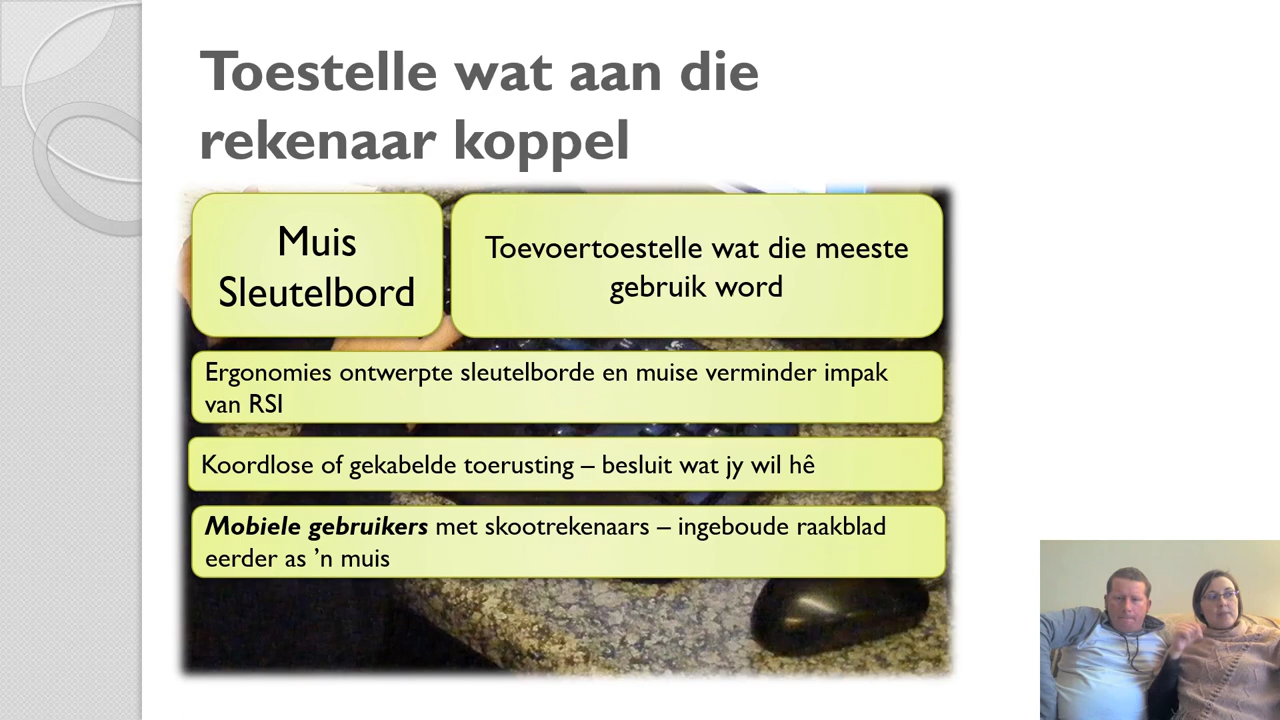 Toestelle wat aan die
rekenaar koppel
Muis
Sleutelbord
Toevoertoestelle wat die meeste
gebruik word
Ergonomies ontwerpte sleutelborde en muise verminder impak
van RSI
Koordlose of gekabelde toerusting – besluit wat jy wil hê
Mobiele gebruikers met skootrekenaars – ingeboude raakblad
eerder as ’n muis